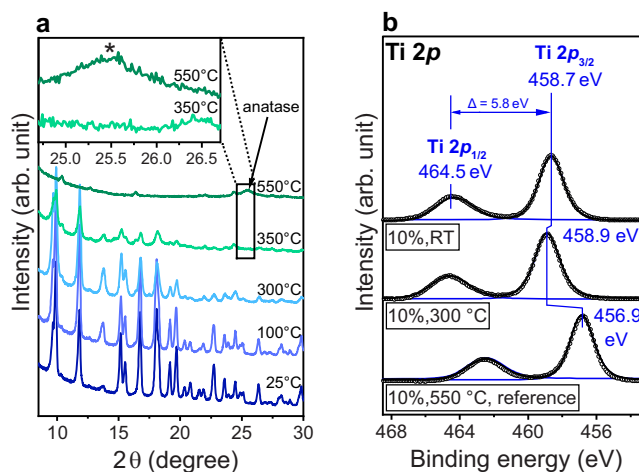 a
*
550°C
350°C
25.0 25.5 26.0 26.5
anatase
550°C
350°C
300°C
100°C
25°C
Intensity (arb. unit)
10 15 20 25 30
2θ (degree)
b
Ti 2p
Ti 2p3/2
458.7 eV
Δ = 5.8 eV
Ti 2p1/2
464.5 eV
10%,RT
458.9 eV
10%,300 °C
456.9
eV
10%,550 °C, reference
Intensity (arb. unit)
468 464 460 456
Binding energy (eV)